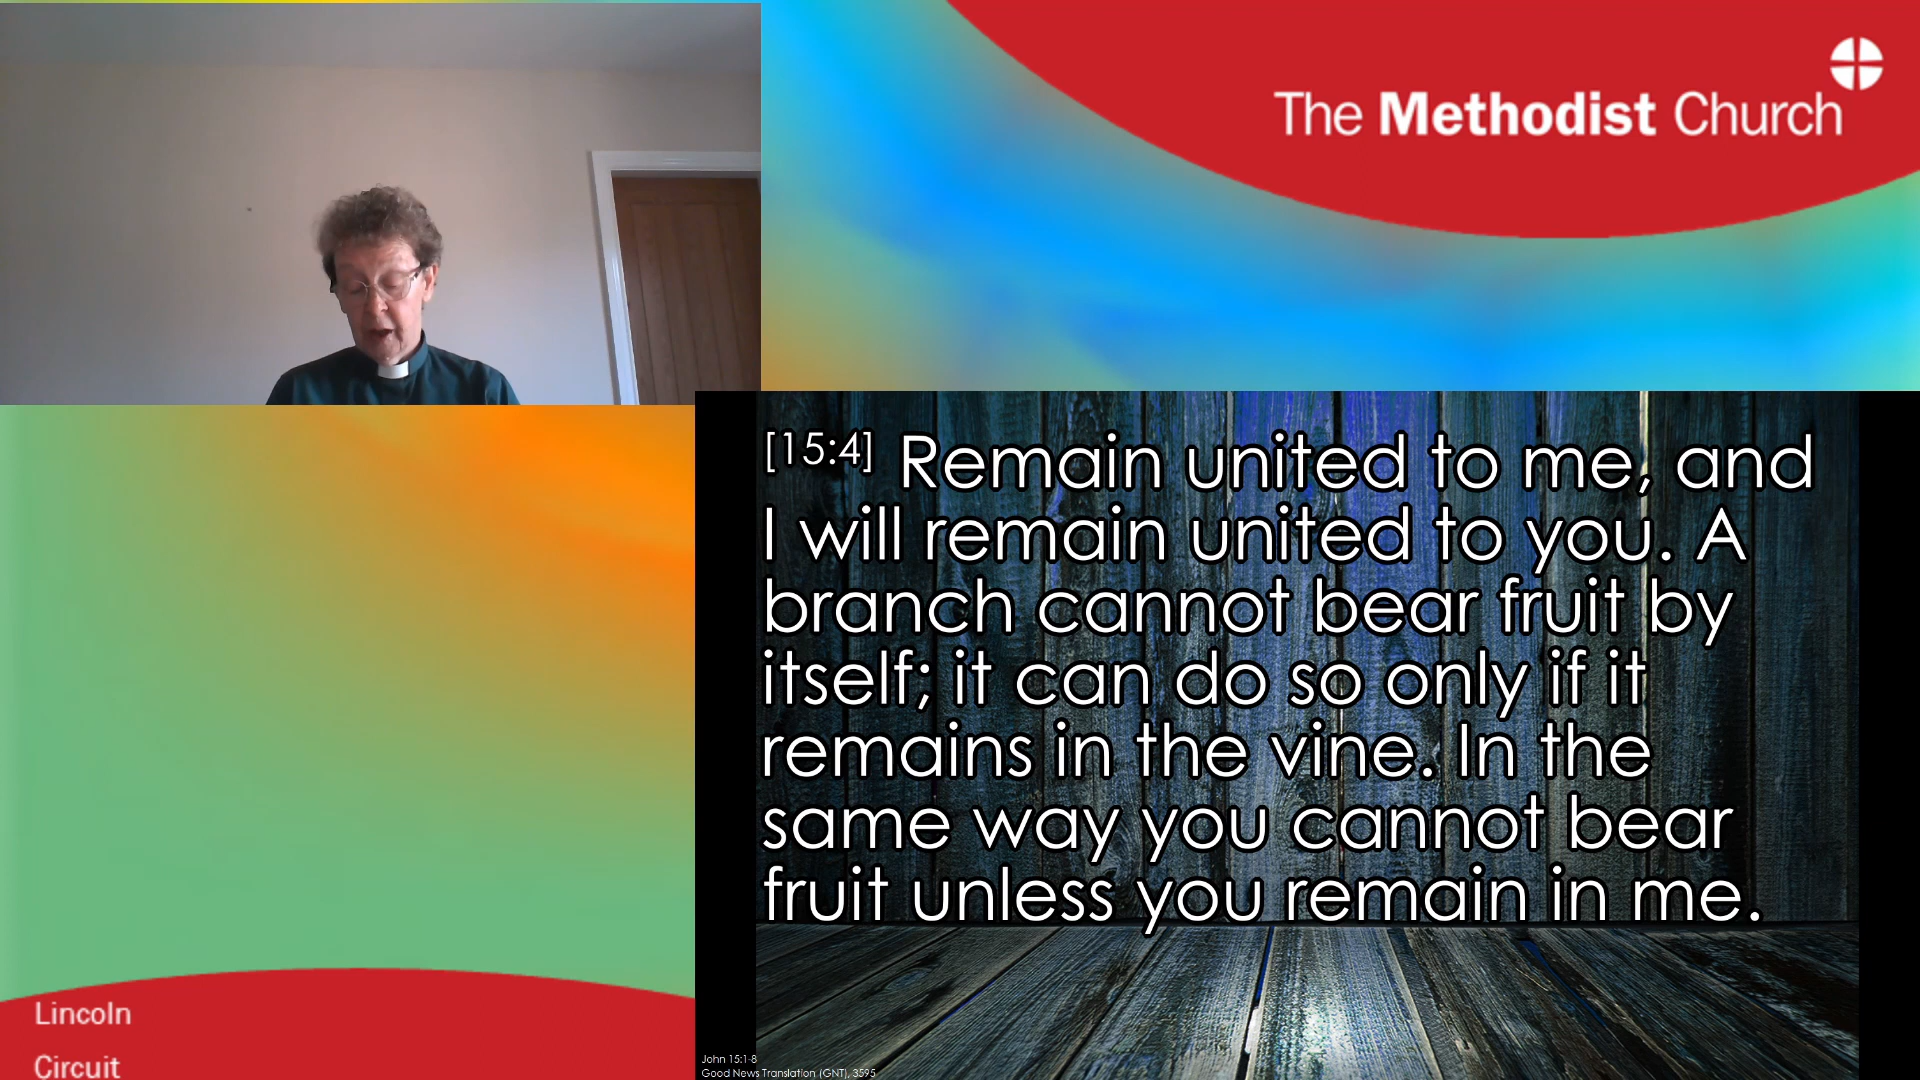 The Methodist Church
[15:4] Remain united to me, and
I will remain united to you. A
branch cannot bear fruit by
itself; it can do so only if it
remains in the vine. In the
same way you cannot bear
fruit unless you remain in me.
Lincoln
Circuit
John 15:1-8
Good News Translation (GNT), 3595